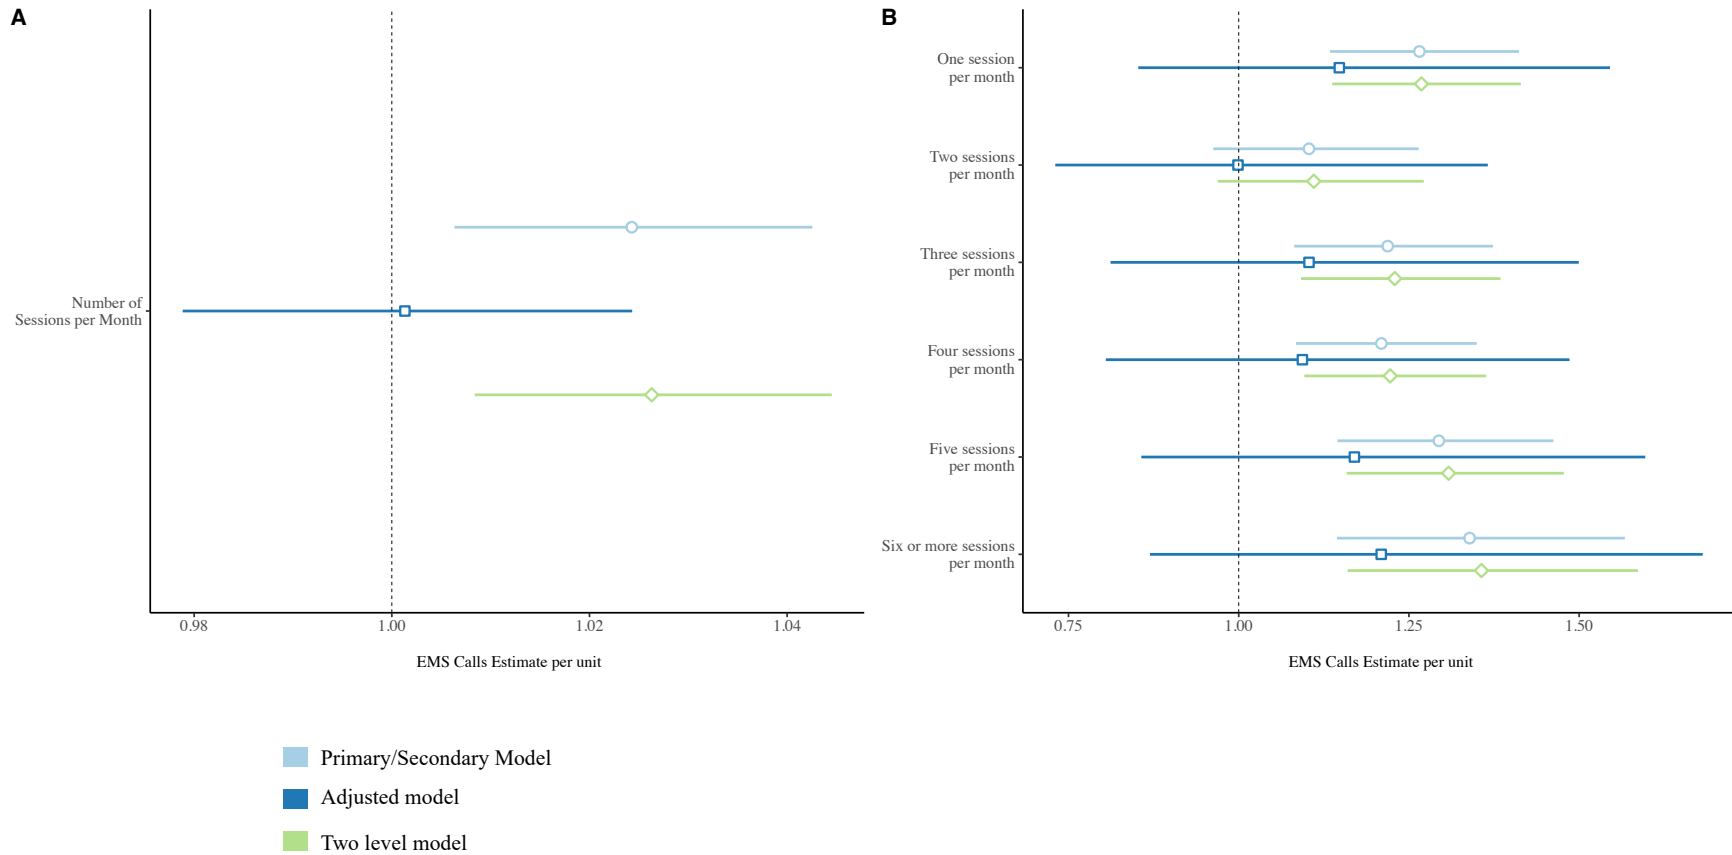 A
Number of
Sessions per Month
0.98
1.00
1.02
1.04
EMS Calls Estimate per unit
B
One session
per month
Two sessions
per month
Three sessions
per month
Four sessions
per month
Five sessions
per month
Six or more sessions
per month
0.75
1.00
1.25
1.50
EMS Calls Estimate per unit
Primary/Secondary Model
Adjusted model
Two level model